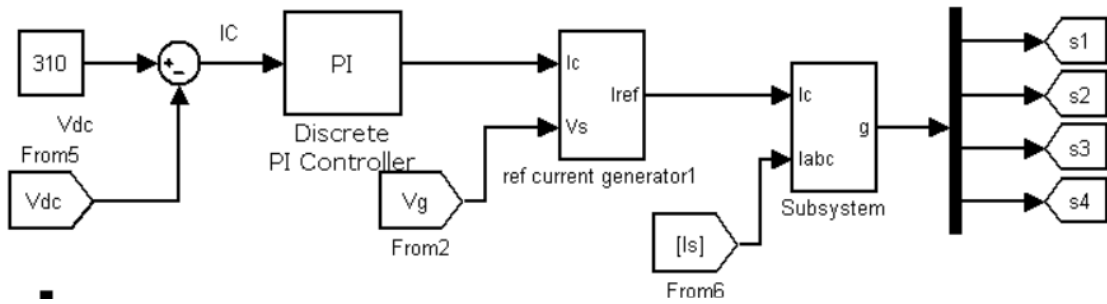 IC
310
+
-
PI
Ic
Iref
Vs
s1
s2
s3
s4
Ic
g
Iabc
Vdc
From5
Discrete
PI Controller
ref current generator1
Subsystem
Vdc
Vg
From2
[Is]
From6